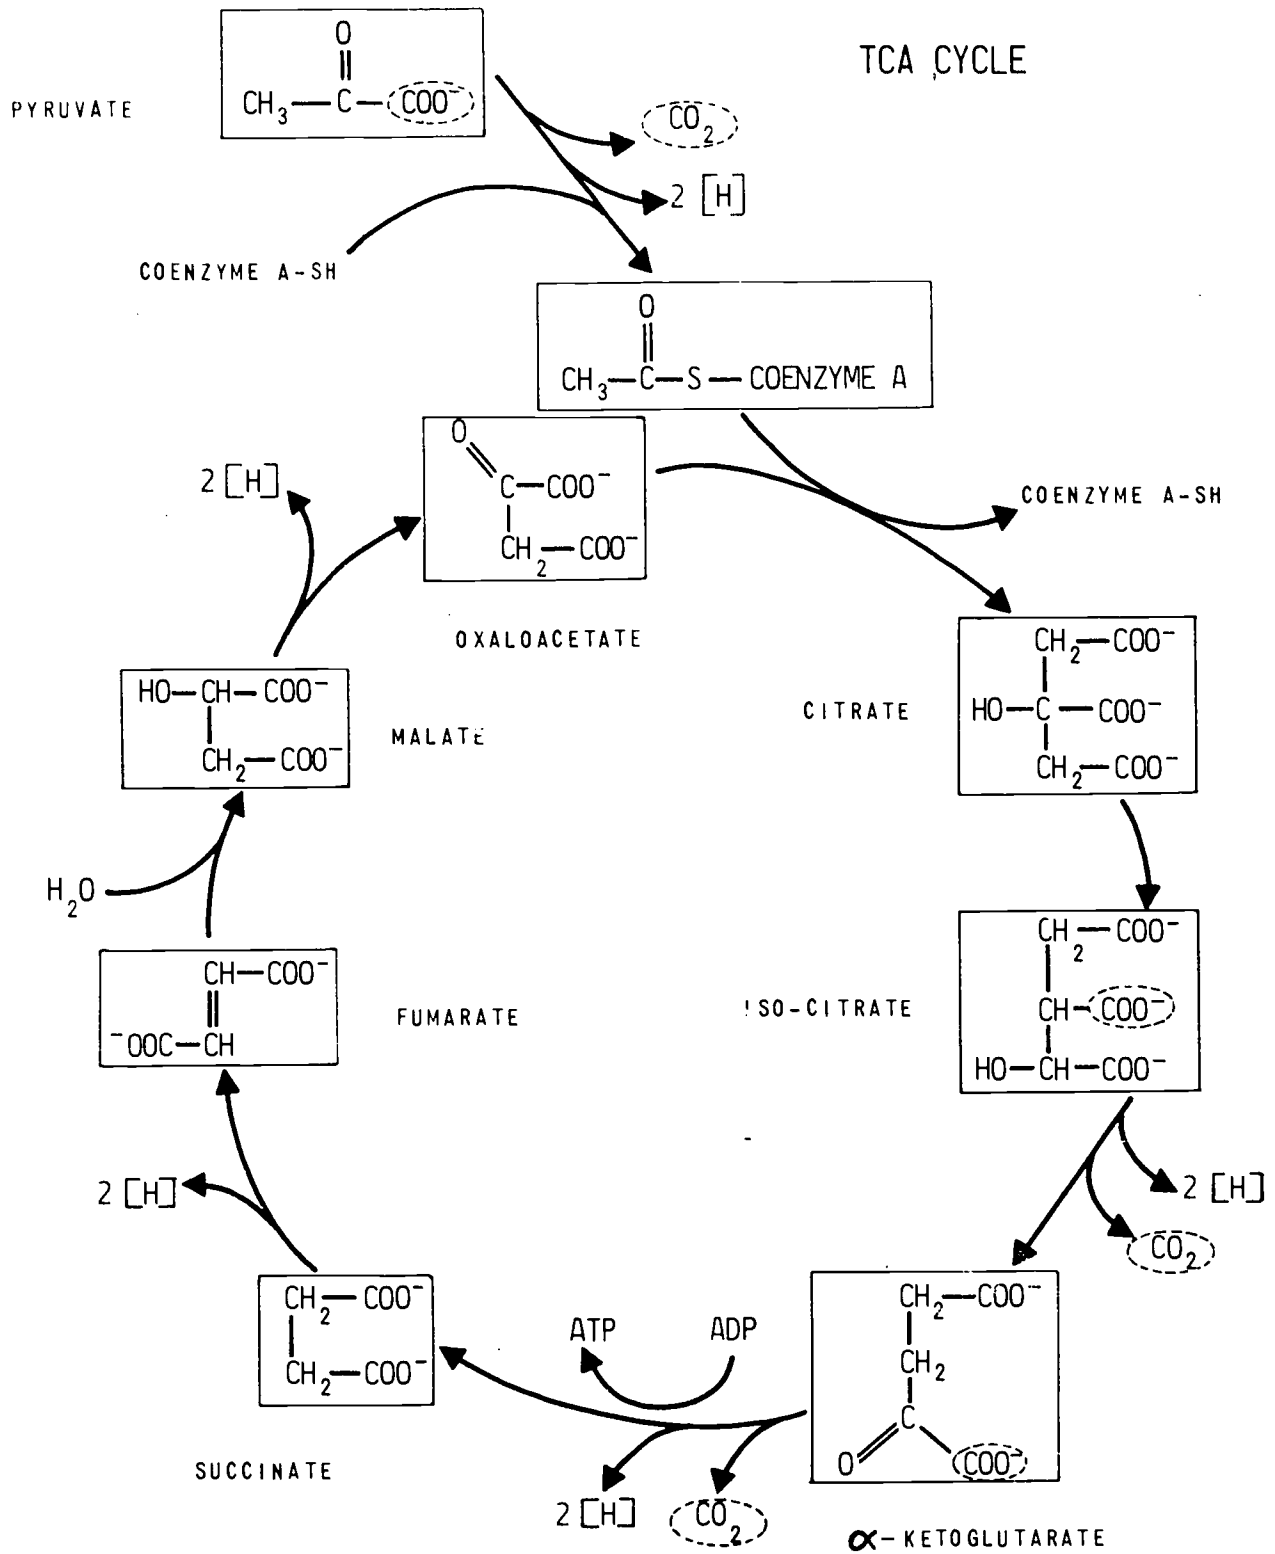 TCA CYCLE
PYRUVATE
O
CH3—C—COO⁻
CO2
2 [H]
COENZYME A-SH
O
CH3—C—S—COENZYME A
O
C—COO⁻
CH2—COO⁻
OXALOACETATE
COENZYME A-SH
2 [H]
CH2—COO⁻
HO—C—COO⁻
CH2—COO⁻
CITRATE
HO—CH—COO⁻
CH2—COO⁻
MALATE
H2O
CH2—COO⁻
CH—COO⁻
HO—CH—COO⁻
ISO-CITRATE
CH—COO⁻
⁻OOC—CH
FUMARATE
2 [H]
CO2
2 [H]
CH2—COO⁻
CH2
C
O
COO⁻
α-KETOGLUTARATE
ATP
ADP
2 [H]
CO2
CH2—COO⁻
CH2—COO⁻
SUCCINATE